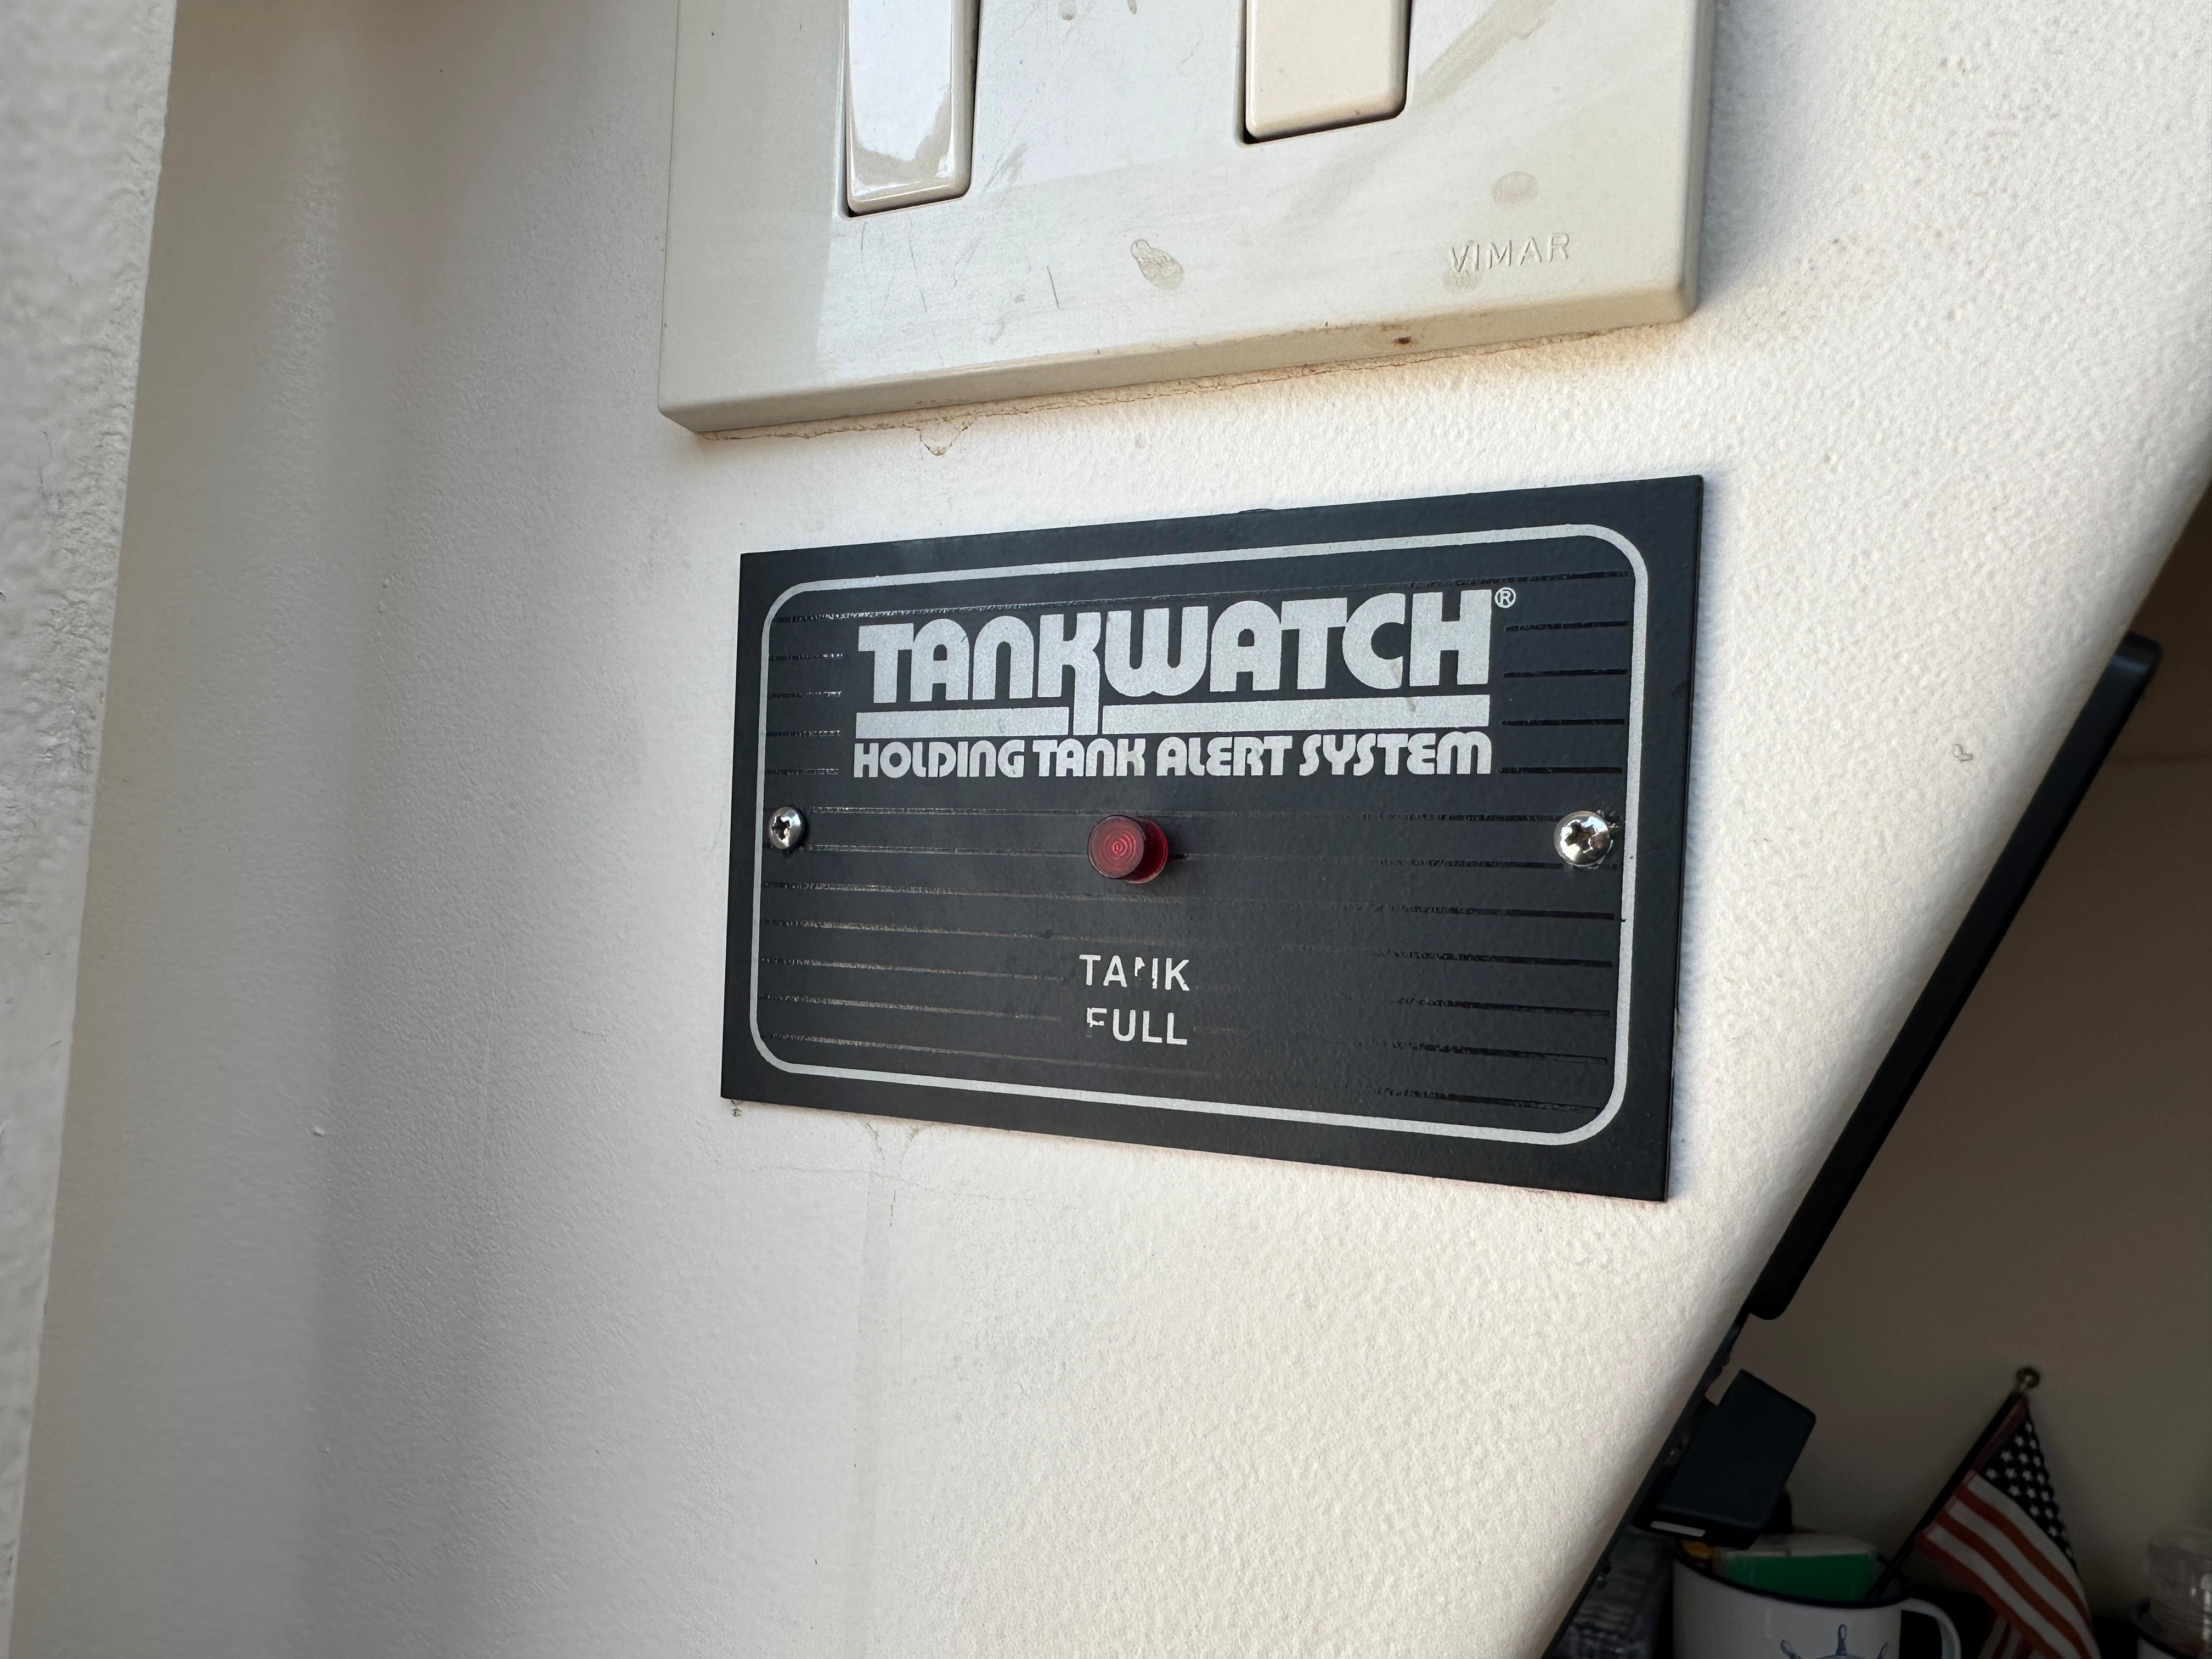 VIMAR
TANKWATCH®
HOLDING TANK ALERT SYSTEM
TANK
FULL